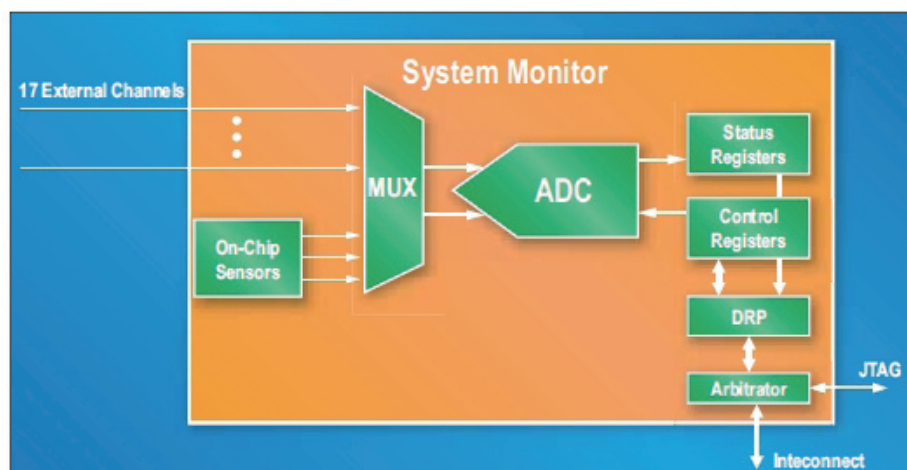 System Monitor
17 External Channels
MUX
ADC
Status
Registers
Control
Registers
On-Chip
Sensors
DRP
Arbitrator
JTAG
Inteconnect